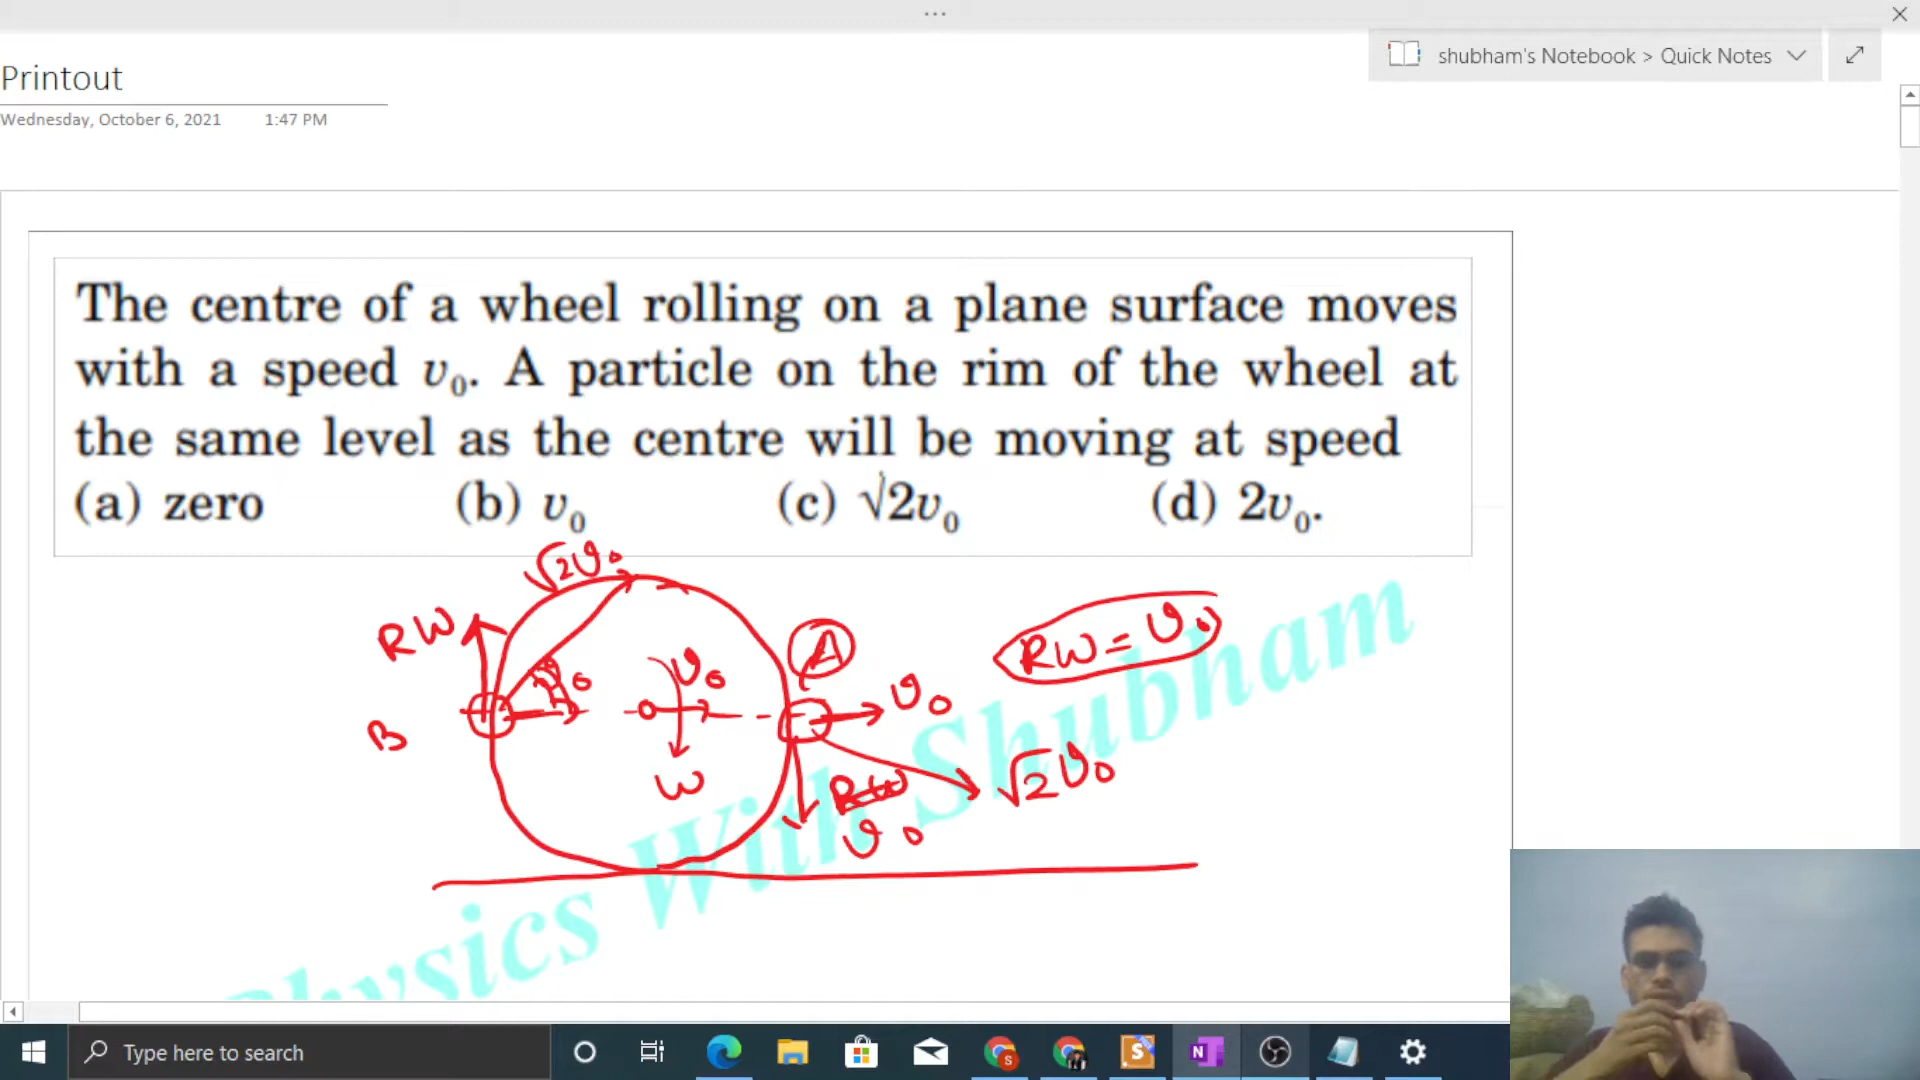 ...
shubham's Notebook > Quick Notes
Printout
Wednesday, October 6, 2021 1:47 PM
The centre of a wheel rolling on a plane surface moves
with a speed v₀. A particle on the rim of the wheel at
the same level as the centre will be moving at speed
(a) zero (b) v₀ (c) √2v₀ (d) 2v₀.
√2v₀
RW
A
RW = v₀
v₀
v₀
B
RW
√2v₀
W
v₀
Physics With Shubham
Type here to search